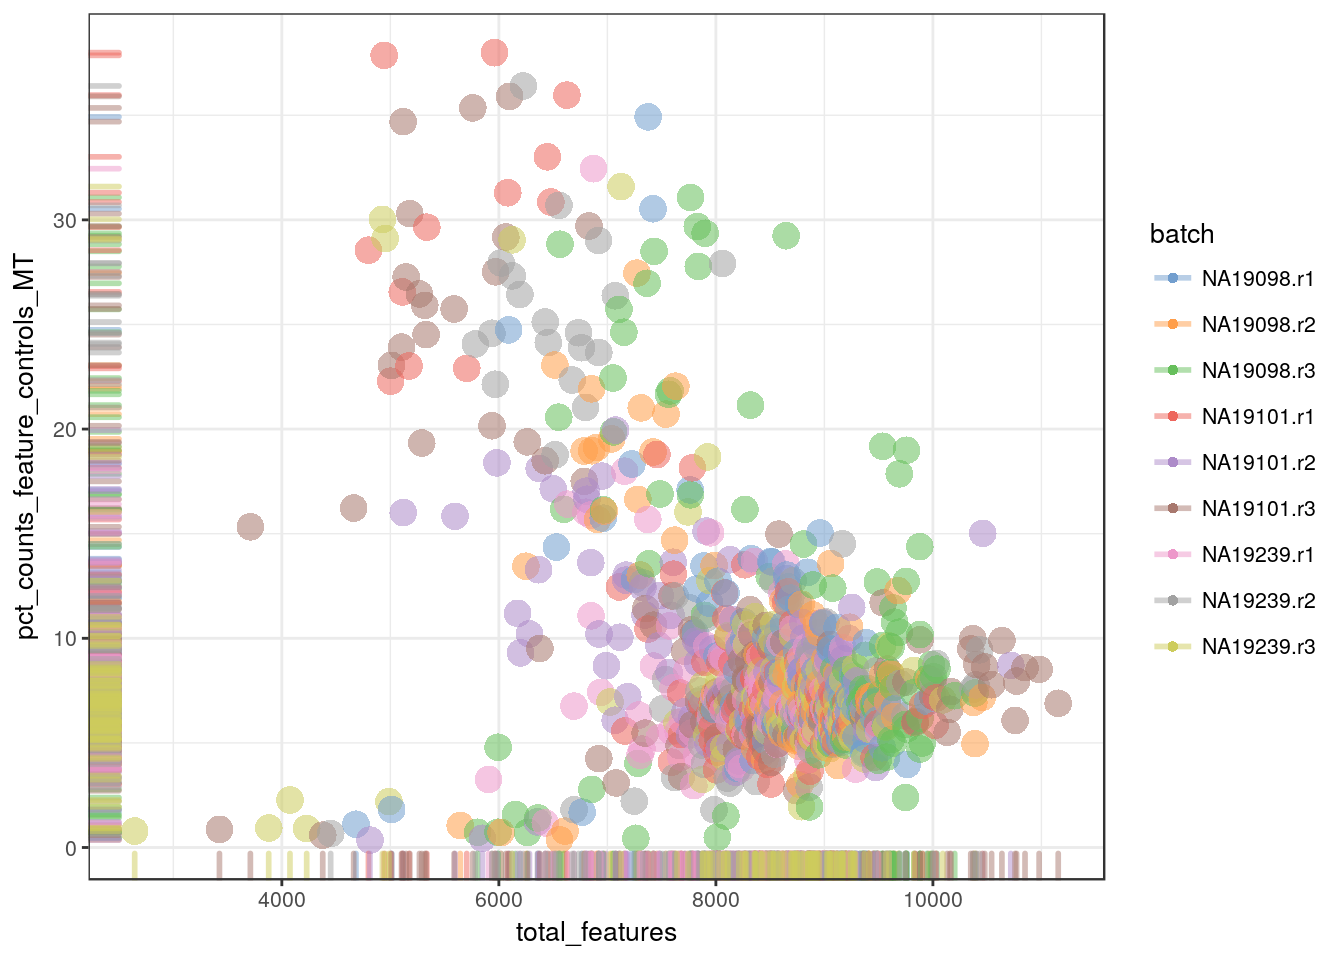 pct_counts_feature_controls_MT
30
20
10
0
4000
6000
8000
10000
total_features
batch
NA19098.r1
NA19098.r2
NA19098.r3
NA19101.r1
NA19101.r2
NA19101.r3
NA19239.r1
NA19239.r2
NA19239.r3